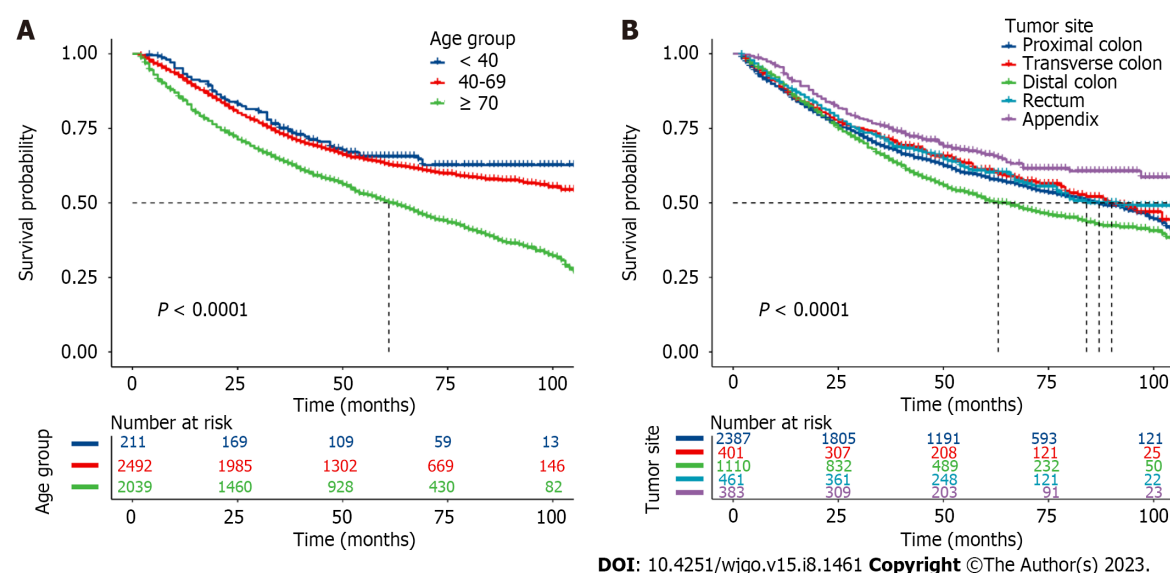 A
Age group
< 40
40-69
≥ 70
Survival probability
1.00
0.75
0.50
0.25
0.00
P < 0.0001
0 25 50 75 100
Time (months)
Number at risk
Age group
211 169 109 59 13
2492 1985 1302 669 146
2039 1460 928 430 82
0 25 50 75 100
Time (months)
B
Tumor site
Proximal colon
Transverse colon
Distal colon
Rectum
Appendix
Survival probability
1.00
0.75
0.50
0.25
0.00
P < 0.0001
0 25 50 75 100
Time (months)
Number at risk
Tumor site
2387 1805 1191 593 121
401 307 208 121 25
1110 832 489 232 50
461 361 248 121 22
383 309 203 91 23
0 25 50 75 100
Time (months)
DOI: 10.4251/wjgo.v15.i8.1461 Copyright ©The Author(s) 2023.